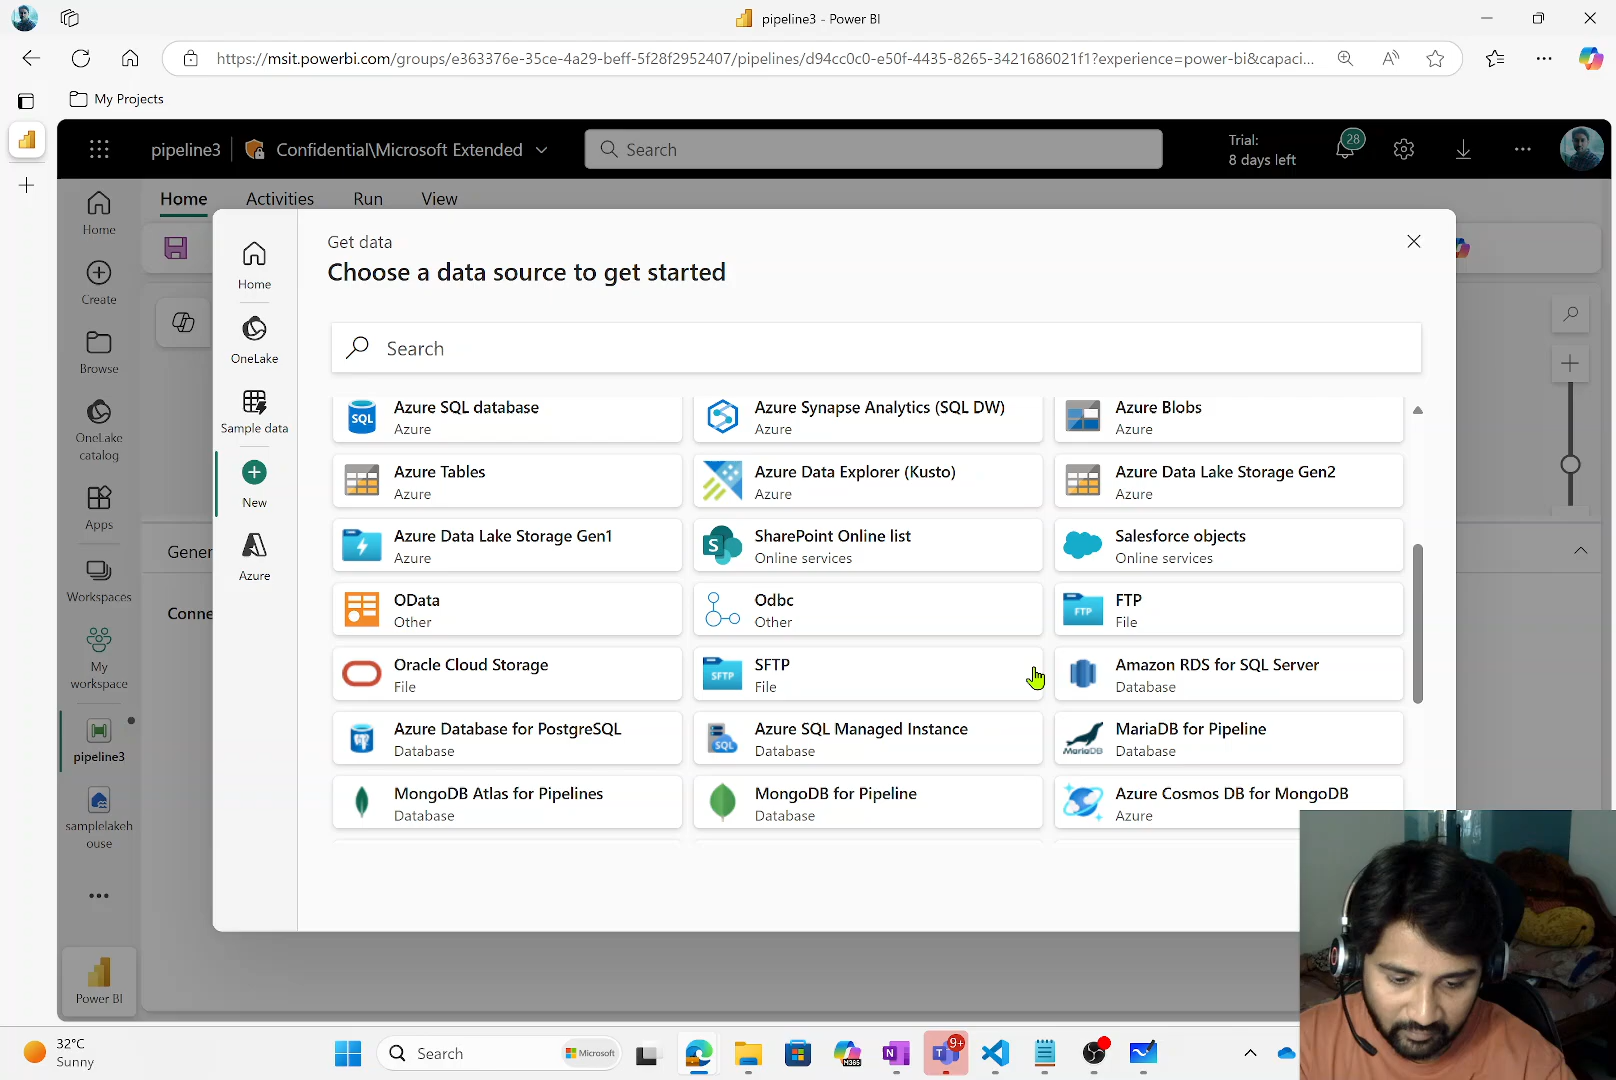 pipeline3 - Power BI
https://msit.powerbi.com/groups/e363376e-35ce-4a29-beff-5f28f2952407/pipelines/d94cc0c0-e50f-4435-8265-3421686021f1?experience=power-bi&capaci...
My Projects
pipeline3
Confidential\Microsoft Extended
Search
Trial:
8 days left
28
Home Activities Run View
Home
Create
Browse
OneLake
catalog
Apps
Workspaces
My
workspace
pipeline3
samplelakeh
ouse
Power BI
Gener
Conne
Home
OneLake
Sample data
New
Azure
Get data
Choose a data source to get started
Search
SQL
Azure SQL database
Azure
Azure Synapse Analytics (SQL DW)
Azure
Azure Blobs
Azure
Azure Tables
Azure
Azure Data Explorer (Kusto)
Azure
Azure Data Lake Storage Gen2
Azure
Azure Data Lake Storage Gen1
Azure
S
SharePoint Online list
Online services
Salesforce objects
Online services
OData
Other
Odbc
Other
FTP
FTP
File
Oracle Cloud Storage
File
SFTP
SFTP
File
Amazon RDS for SQL Server
Database
Azure Database for PostgreSQL
Database
SQL
Azure SQL Managed Instance
Database
MariaDB
MariaDB for Pipeline
Database
MongoDB Atlas for Pipelines
Database
MongoDB for Pipeline
Database
Azure Cosmos DB for MongoDB
Azure
32°C
Sunny
Search
Microsoft
M365
N
9+